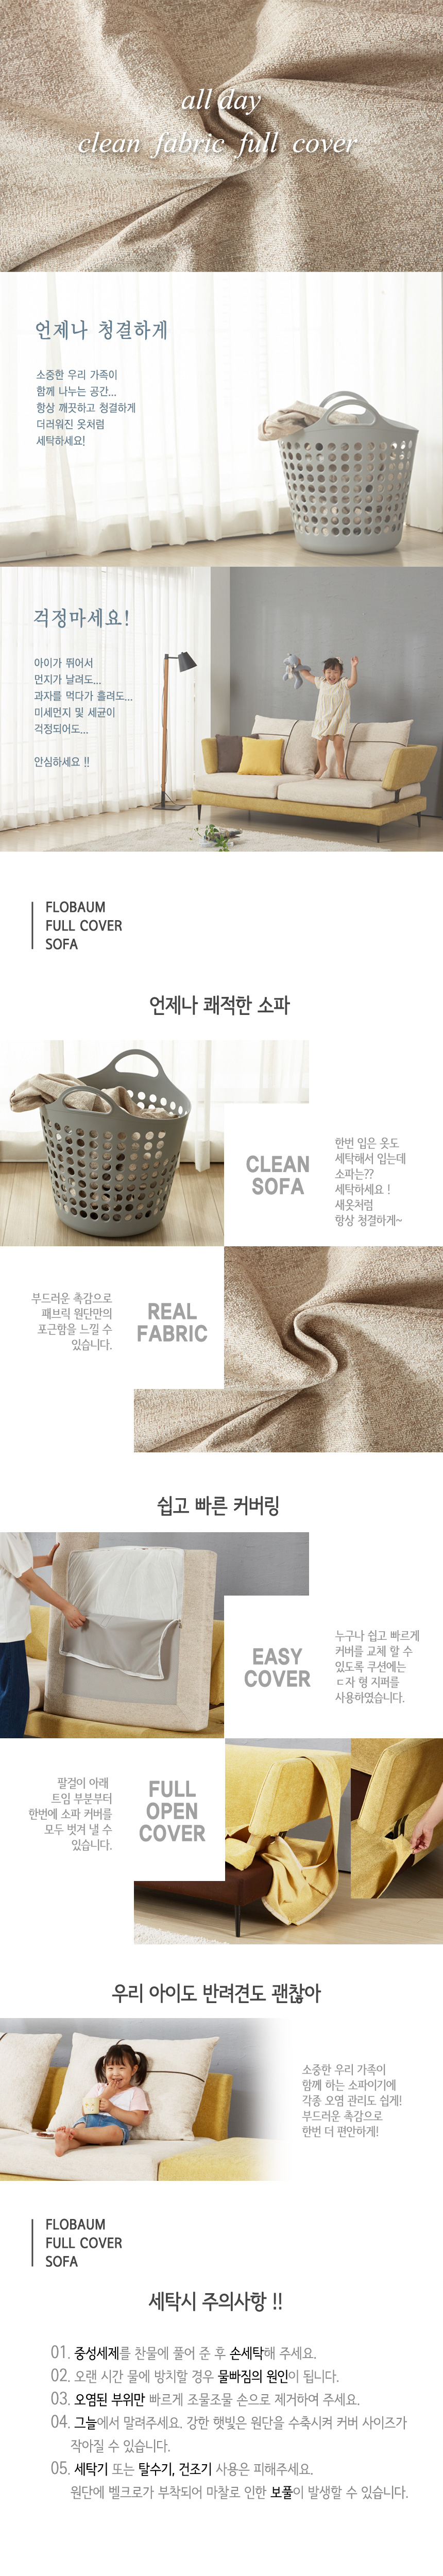 all day
clean fabric full cover
언제나 청결하게
소중한 우리 가족이
함께 나누는 공간...
항상 깨끗하고 청결하게
더러워진 옷처럼
세탁하세요!
걱정마세요!
아이가 뛰어서
먼지가 날려도...
과자를 먹다가 흘려도...
미세먼지 및 세균이
걱정되어도...
안심하세요 !!
FLOBAUM
FULL COVER
SOFA
언제나 쾌적한 소파
CLEAN
SOFA
한번 입은 옷도
세탁해서 입는데
소파는??
세탁하세요 !
새옷처럼
항상 청결하게~
부드러운 촉감으로
패브릭 원단만의
포근함을 느낄 수
있습니다.
REAL
FABRIC
쉽고 빠른 커버링
EASY
COVER
누구나 쉽고 빠르게
커버를 교체 할 수
있도록 쿠션에는
ㄷ자 형 지퍼를
사용하였습니다.
팔걸이 아래
트임 부분부터
한번에 소파 커버를
모두 벗겨 낼 수
있습니다.
FULL
OPEN
COVER
우리 아이도 반려견도 괜찮아
소중한 우리 가족이
함께 하는 소파이기에
각종 오염 관리도 쉽게!
부드러운 촉감으로
한번 더 편안하게!
FLOBAUM
FULL COVER
SOFA
세탁시 주의사항 !!
01. 중성세제를 찬물에 풀어 준 후 손세탁해 주세요.
02. 오랜 시간 물에 방치할 경우 물빠짐의 원인이 됩니다.
03. 오염된 부위만 빠르게 조물조물 손으로 제거하여 주세요.
04. 그늘에서 말려주세요. 강한 햇빛은 원단을 수축시켜 커버 사이즈가
작아질 수 있습니다.
05. 세탁기 또는 탈수기, 건조기 사용은 피해주세요.
원단에 벨크로가 부착되어 마찰로 인한 보풀이 발생할 수 있습니다.